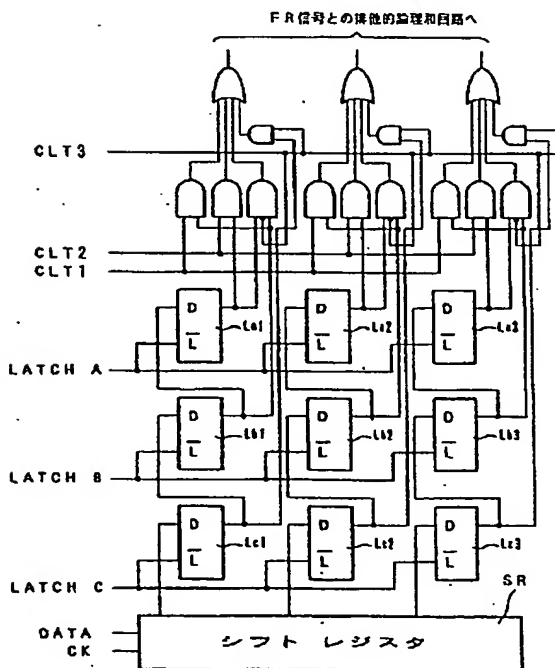 FR信号との排他的論理和回路へ
CLT3
CLT2
CLT1
D
L
La1
D
L
La2
D
L
La3
LATCH A
D
L
Lb1
D
L
Lb2
D
L
Lb3
LATCH B
D
L
Lc1
D
L
Lc2
D
L
Lc3
LATCH C
SR
DATA
CK
シフト レジスタ